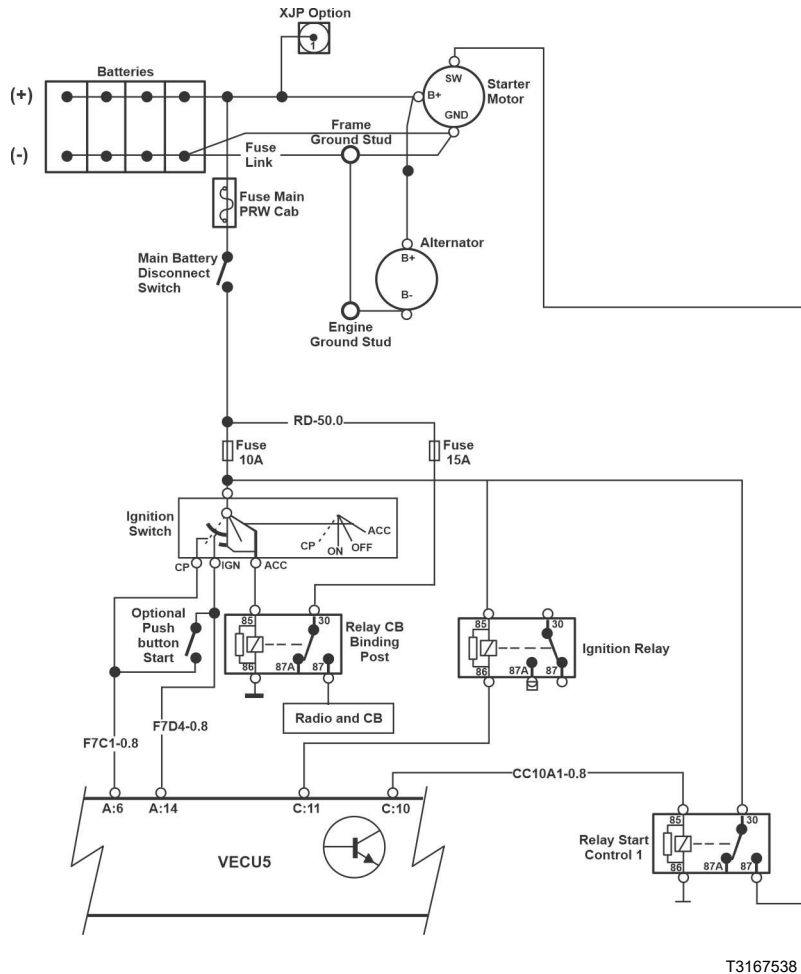 XJP Option
1
Batteries
(+)
(-)
SW
B+
GND
Starter
Motor
Frame
Ground Stud
Fuse
Link
Fuse Main
PRW Cab
Alternator
B+
B-
Main Battery
Disconnect
Switch
Engine
Ground Stud
RD-50.0
Fuse
10A
Fuse
15A
Ignition
Switch
CP
ON
OFF
ACC
CP
IGN
ACC
Optional
Push
button
Start
85
30
86
87A
87
Relay CB
Binding
Post
85
30
86
87A
87
Ignition Relay
Radio and CB
F7C1-0.8
F7D4-0.8
CC10A1-0.8
A:6
A:14
C:11
C:10
VECU5
Relay Start
Control 1
85
30
86
87A
87
T3167538